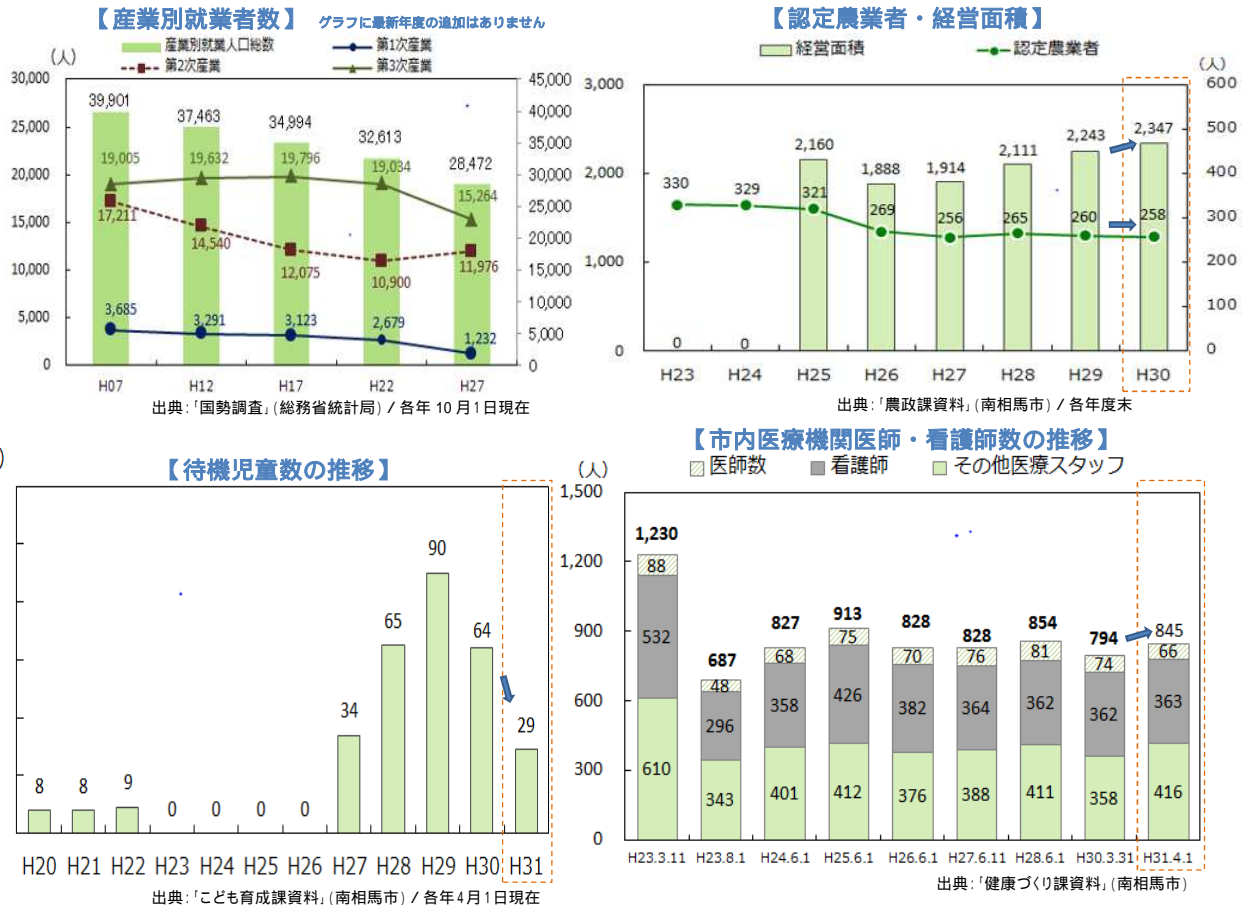 【産業別就業者数】 グラフに最新年度の追加はありません
(人)
産業別就業人口総数 第1次産業
第2次産業 第3次産業
30,000
25,000
20,000
15,000
10,000
5,000
0
45,000
40,000
35,000
30,000
25,000
20,000
15,000
10,000
5,000
0
39,901 37,463 34,994 32,613 28,472
19,005 19,632 19,796 19,034 15,264
17,211 14,540 12,075 10,900 11,976
3,685 3,291 3,123 2,679 1,232
H07 H12 H17 H22 H27
出典:「国勢調査」(総務省統計局) / 各年10月1日現在
【認定農業者・経営面積】
経営面積 認定農業者
(人)
3,000
2,000
1,000
0
600
500
400
300
200
100
0
0 0 2,160 1,888 1,914 2,111 2,243 2,347
330 329 321 269 256 265 260 258
H23 H24 H25 H26 H27 H28 H29 H30
出典:「農政課資料」(南相馬市) / 各年度末
)
【待機児童数の推移】
8 8 9 0 0 0 0 34 65 90 64 29
H20 H21 H22 H23 H24 H25 H26 H27 H28 H29 H30 H31
出典:「こども育成課資料」(南相馬市) / 各年4月1日現在
【市内医療機関医師・看護師数の推移】
(人)
医師数 看護師 その他医療スタッフ
1,500
1,200
900
600
300
0
1,230 687 827 913 828 828 854 794 845
88 48 68 75 70 76 81 74 66
532 296 358 426 382 364 362 362 363
610 343 401 412 376 388 411 358 416
H23.3.11 H23.8.1 H24.6.1 H25.6.1 H26.6.1 H27.6.11 H28.6.1 H30.3.31 H31.4.1
出典:「健康づくり課資料」(南相馬市)